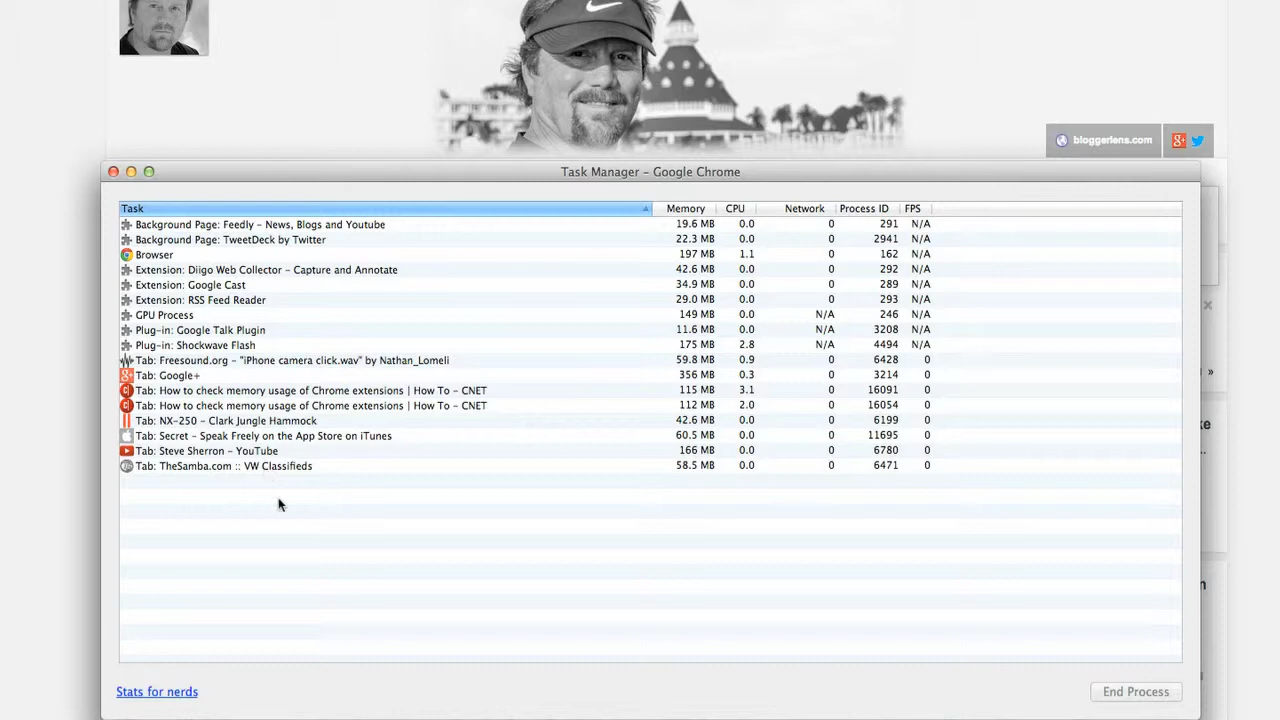 bloggerlens.com
Task Manager - Google Chrome
Task Memory CPU Network Process ID FPS
Background Page: Feedly - News, Blogs and Youtube 19.6 MB 0.0 0 291 N/A
Background Page: TweetDeck by Twitter 22.3 MB 0.0 0 2941 N/A
Browser 197 MB 1.1 0 162 N/A
Extension: Diigo Web Collector - Capture and Annotate 42.6 MB 0.0 0 292 N/A
Extension: Google Cast 34.9 MB 0.0 0 289 N/A
Extension: RSS Feed Reader 29.0 MB 0.0 0 293 N/A
GPU Process 149 MB 0.0 N/A 246 N/A
Plug-in: Google Talk Plugin 11.6 MB 0.0 N/A 3208 N/A
Plug-in: Shockwave Flash 175 MB 2.8 N/A 4494 N/A
Tab: Freesound.org - "iPhone camera click.wav" by Nathan_Lomeli 59.8 MB 0.9 0 6428 0
Tab: Google+ 356 MB 0.3 0 3214 0
Tab: How to check memory usage of Chrome extensions | How To - CNET 115 MB 3.1 0 16091 0
Tab: How to check memory usage of Chrome extensions | How To - CNET 112 MB 2.0 0 16054 0
Tab: NX-250 - Clark Jungle Hammock 42.6 MB 0.0 0 6199 0
Tab: Secret - Speak Freely on the App Store on iTunes 60.5 MB 0.0 0 11695 0
Tab: Steve Sherron - YouTube 166 MB 0.0 0 6780 0
Tab: TheSamba.com :: VW Classifieds 58.5 MB 0.0 0 6471 0
Stats for nerds
End Process